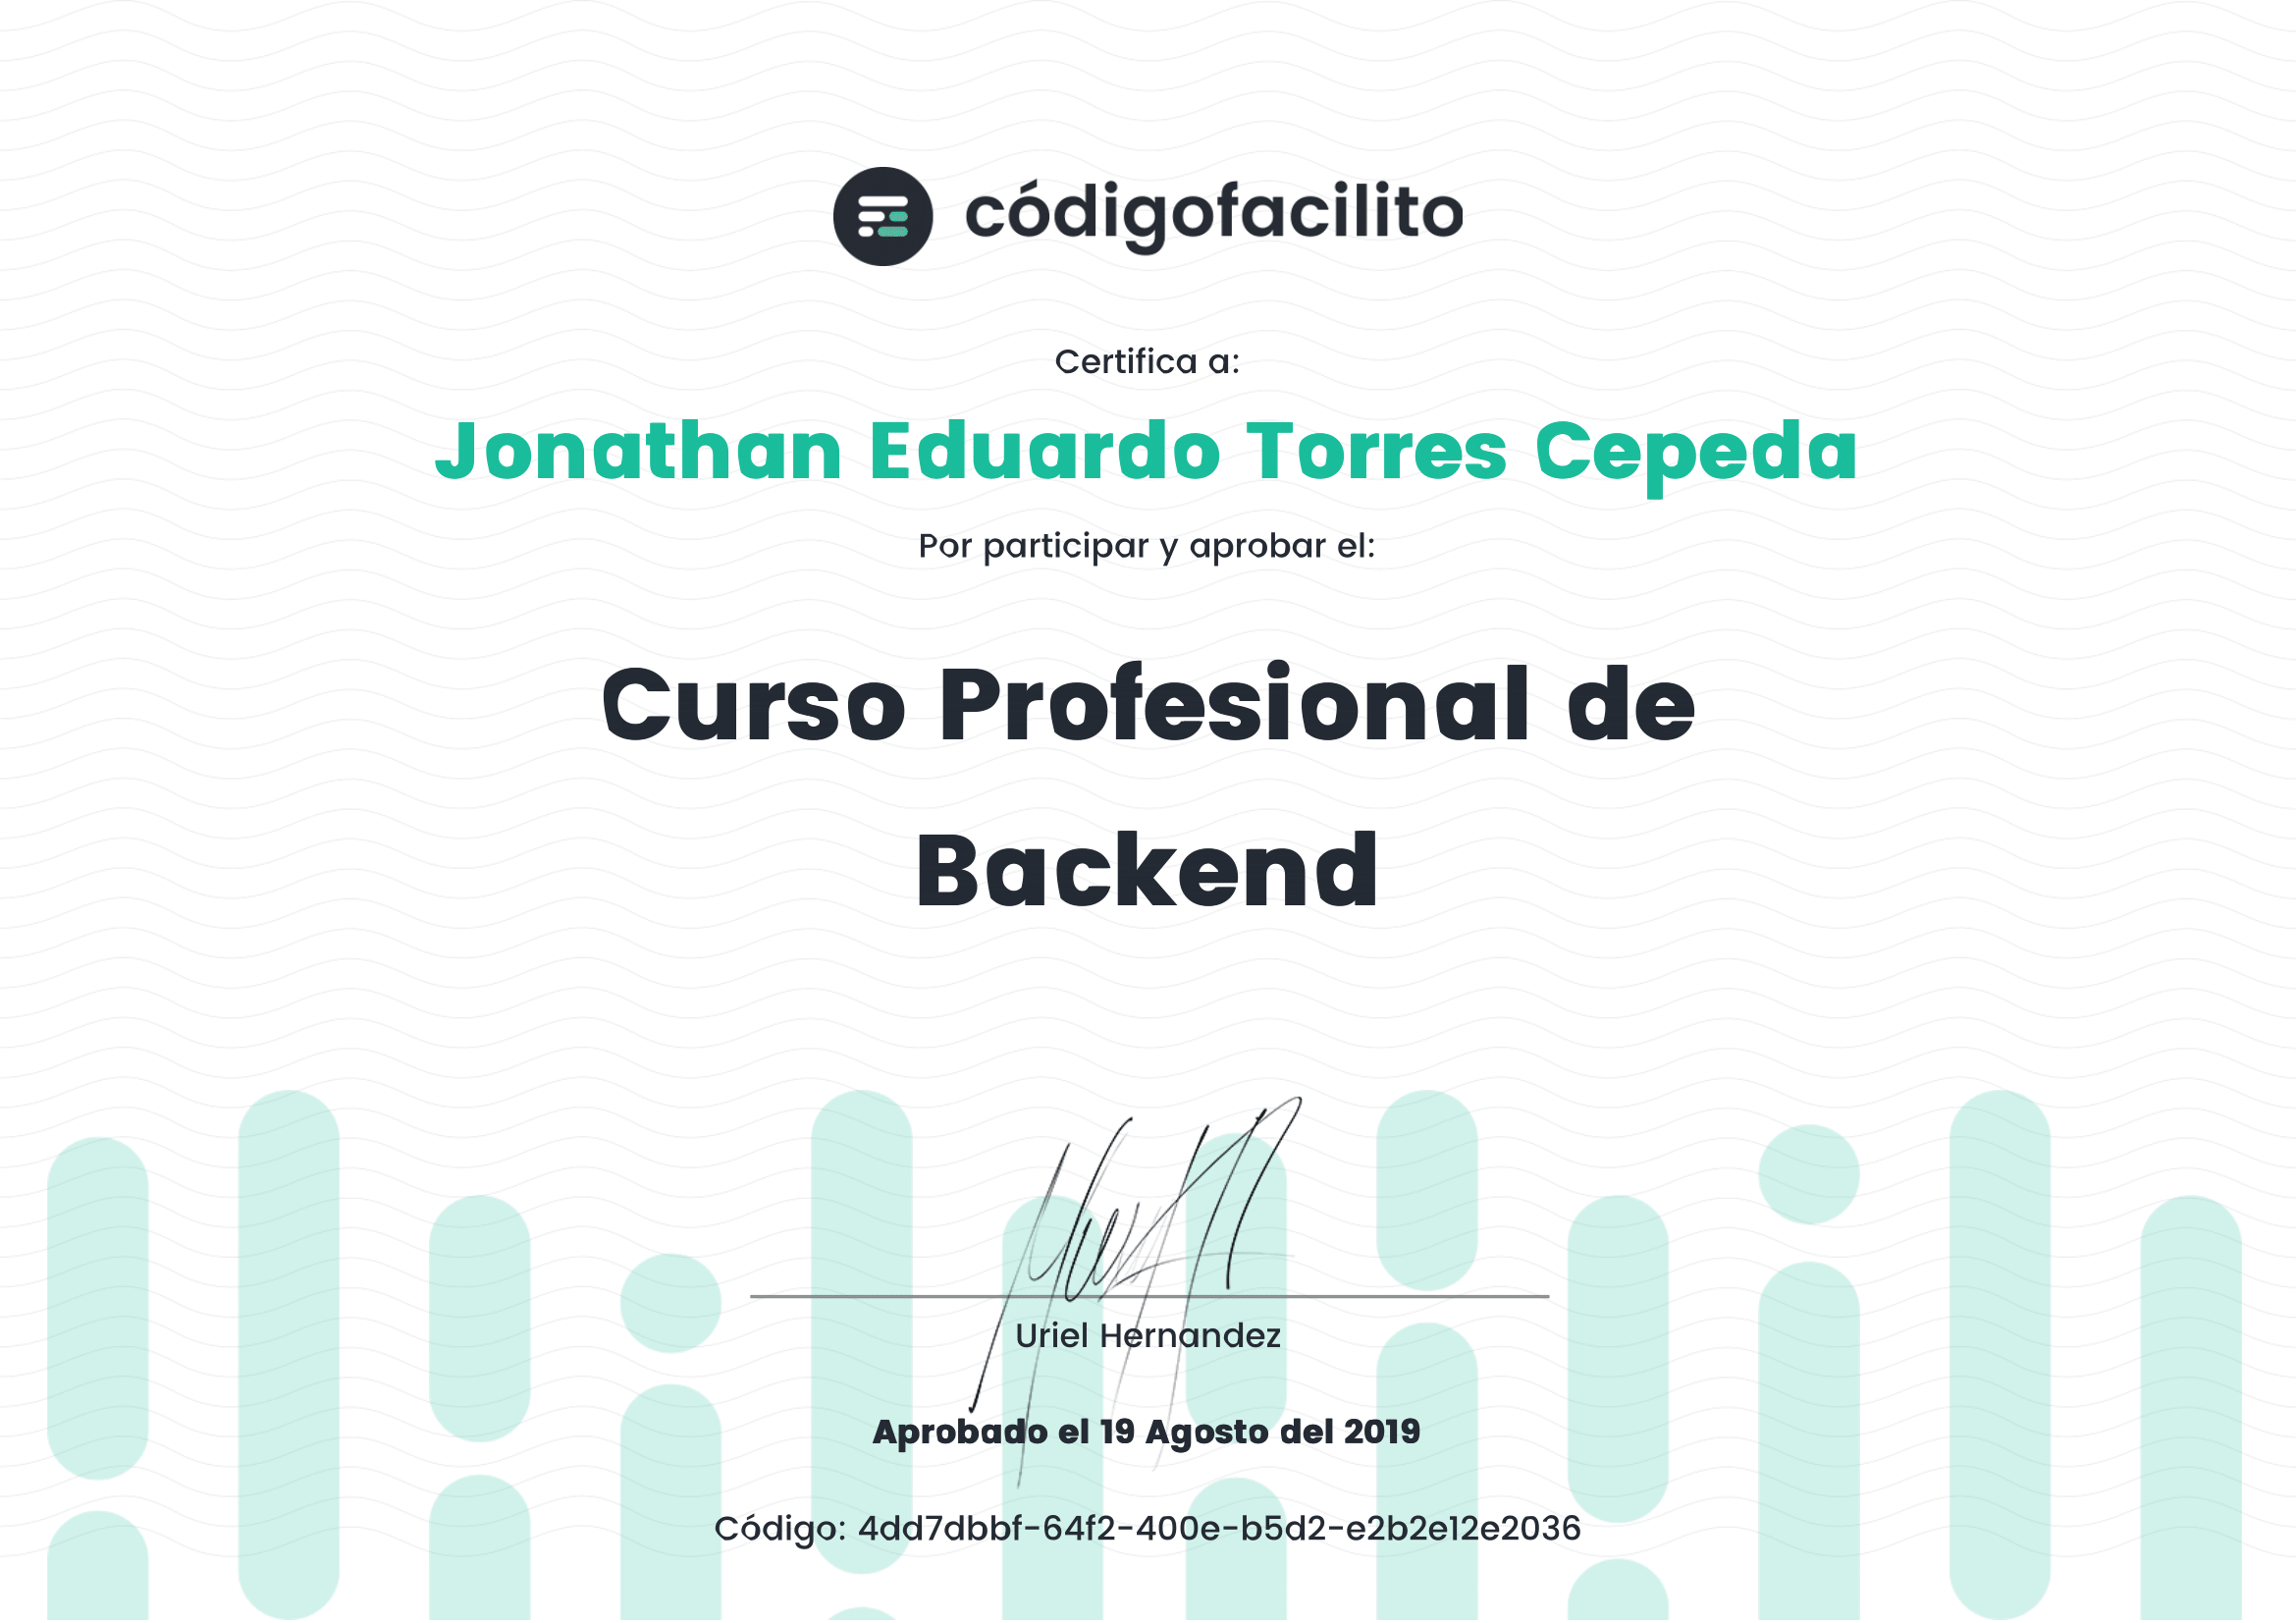 códigofacilito
Certifica a:
Jonathan Eduardo Torres Cepeda
Por participar y aprobar el:
Curso Profesional de
Backend
Uriel Hernandez
Aprobado el 19 Agosto del 2019
Código: 4dd7dbbf-64f2-400e-b5d2-e2b2e12e2036